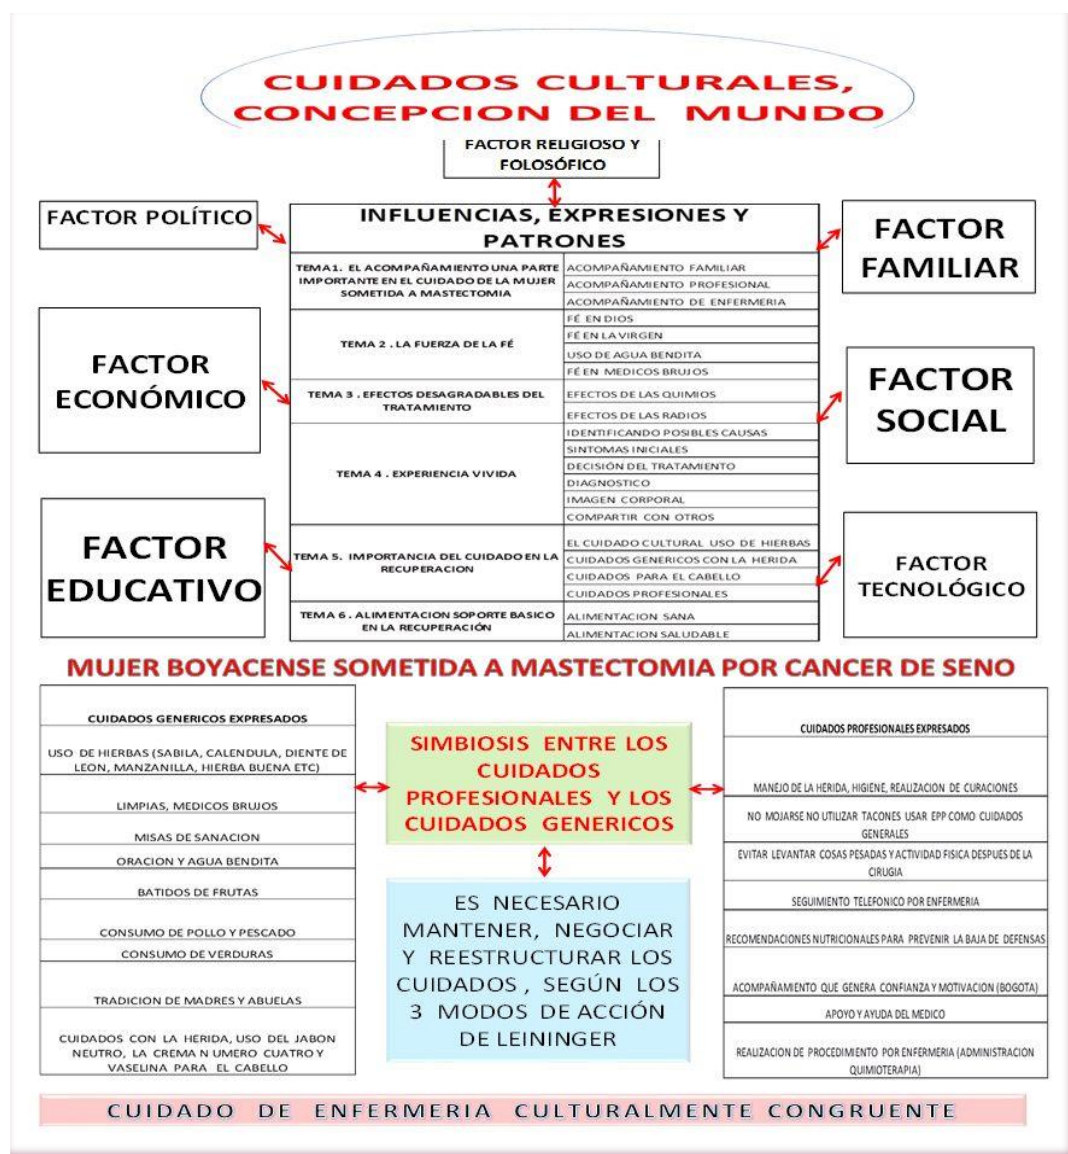 CUIDADOS CULTURALES,
CONCEPCION DEL MUNDO
FACTOR RELIGIOSO Y
FOLOSÓFICO
FACTOR POLÍTICO
FACTOR
ECONÓMICO
FACTOR
EDUCATIVO
INFLUENCIAS, EXPRESIONES Y
PATRONES
TEMA1. EL ACOMPAÑAMIENTO UNA PARTE
IMPORTANTE EN EL CUIDADO DE LA MUJER
SOMETIDA A MASTECTOMIA
ACOMPAÑAMIENTO FAMILIAR
ACOMPAÑAMIENTO PROFESIONAL
ACOMPAÑAMIENTO DE ENFERMERIA
TEMA 2 . LA FUERZA DE LA FÉ
FÉ EN DIOS
FÉ EN LA VIRGEN
USO DE AGUA BENDITA
FÉ EN MEDICOS BRUJOS
TEMA 3 . EFECTOS DESAGRADABLES DEL
TRATAMIENTO
EFECTOS DE LAS QUIMIOS
EFECTOS DE LAS RADIOS
TEMA 4 . EXPERIENCIA VIVIDA
IDENTIFICANDO POSIBLES CAUSAS
SINTOMAS INICIALES
DECISIÓN DEL TRATAMIENTO
DIAGNOSTICO
IMAGEN CORPORAL
COMPARTIR CON OTROS
TEMA 5. IMPORTANCIA DEL CUIDADO EN LA
RECUPERACION
EL CUIDADO CULTURAL USO DE HIERBAS
CUIDADOS GENERICOS CON LA HERIDA
CUIDADOS PARA EL CABELLO
CUIDADOS PROFESIONALES
TEMA 6 . ALIMENTACION SOPORTE BASICO
EN LA RECUPERACIÓN
ALIMENTACION SANA
ALIMENTACION SALUDABLE
FACTOR
FAMILIAR
FACTOR
SOCIAL
FACTOR
TECNOLÓGICO
MUJER BOYACENSE SOMETIDA A MASTECTOMIA POR CANCER DE SENO
CUIDADOS GENERICOS EXPRESADOS
USO DE HIERBAS (SABILA, CALENDULA, DIENTE DE
LEON, MANZANILLA, HIERBA BUENA ETC)
LIMPIAS, MEDICOS BRUJOS
MISAS DE SANACION
ORACION Y AGUA BENDITA
BATIDOS DE FRUTAS
CONSUMO DE POLLO Y PESCADO
CONSUMO DE VERDURAS
TRADICION DE MADRES Y ABUELAS
CUIDADOS CON LA HERIDA, USO DEL JABON
NEUTRO, LA CREMA N UMERO CUATRO Y
VASELINA PARA EL CABELLO
SIMBIOSIS ENTRE LOS
CUIDADOS
PROFESIONALES Y LOS
CUIDADOS GENERICOS
ES NECESARIO
MANTENER, NEGOCIAR
Y REESTRUCTURAR LOS
CUIDADOS , SEGÚN LOS
3 MODOS DE ACCIÓN
DE LEININGER
CUIDADOS PROFESIONALES EXPRESADOS
MANEJO DE LA HERIDA, HIGIENE, REALIZACION DE CURACIONES
NO MOJARSE NO UTILIZAR TACONES USAR EPP COMO CUIDADOS
GENERALES
EVITAR LEVANTAR COSAS PESADAS Y ACTIVIDAD FISICA DESPUES DE LA
CIRUGIA
SEGUIMIENTO TELEFONICO POR ENFERMERIA
RECOMENDACIONES NUTRICIONALES PARA PREVENIR LA BAJA DE DEFENSAS
ACOMPAÑAMIENTO QUE GENERA CONFIANZA Y MOTIVACION (BOGOTA)
APOYO Y AYUDA DEL MEDICO
REALIZACION DE PROCEDIMIENTO POR ENFERMERIA (ADMINISTRACION
QUIMIOTERAPIA)
CUIDADO DE ENFERMERIA CULTURALMENTE CONGRUENTE